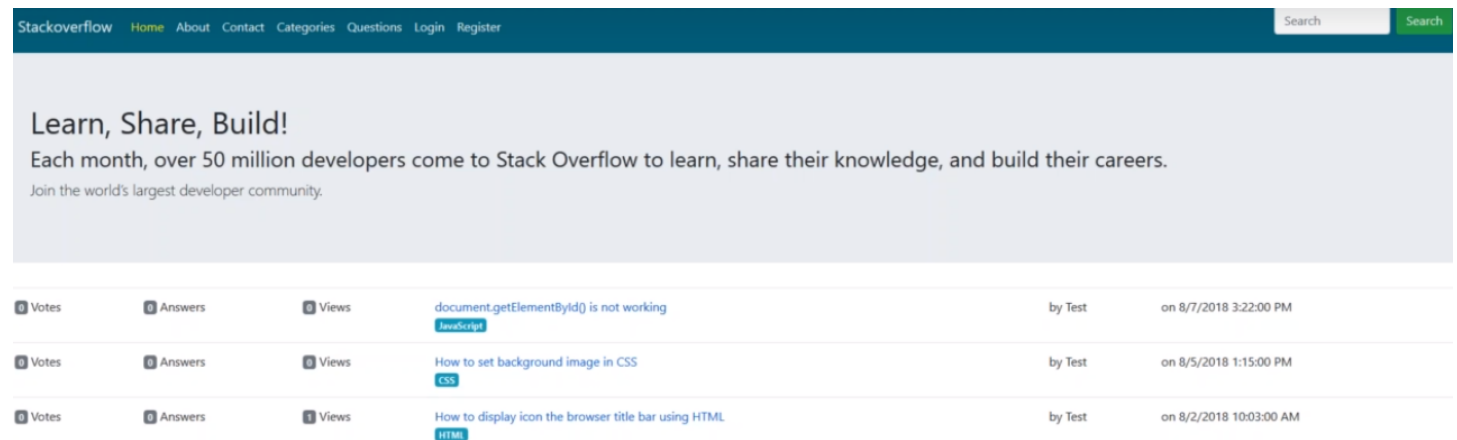 Stackoverflow Home About Contact Categories Questions Login Register Search Search
Learn, Share, Build!
Each month, over 50 million developers come to Stack Overflow to learn, share their knowledge, and build their careers.
Join the world's largest developer community.
0 Votes 0 Answers 0 Views document.getElementById() is not working by Test on 8/7/2018 3:22:00 PM
JavaScript
0 Votes 0 Answers 0 Views How to set background image in CSS by Test on 8/5/2018 1:15:00 PM
CSS
0 Votes 0 Answers 1 Views How to display icon the browser title bar using HTML by Test on 8/2/2018 10:03:00 AM
HTML